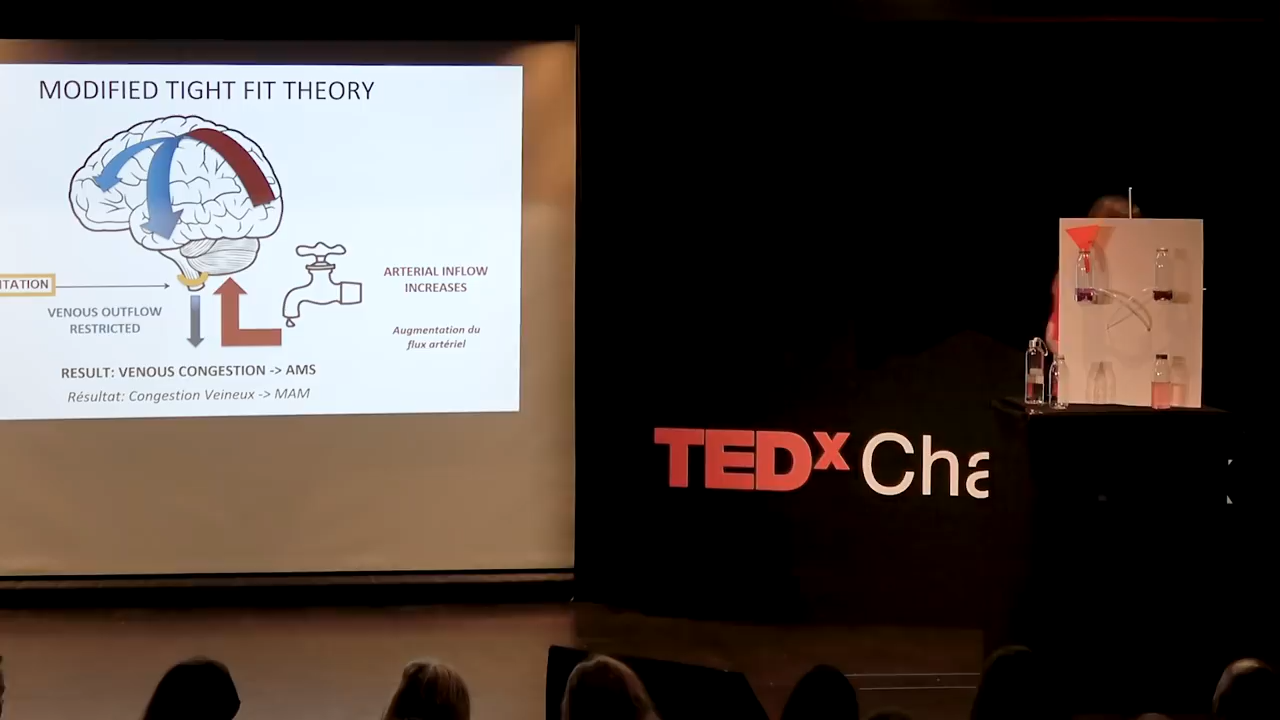 MODIFIED TIGHT FIT THEORY
TATION
VENOUS OUTFLOW
RESTRICTED
ARTERIAL INFLOW
INCREASES
Augmentation du
flux artériel
RESULT: VENOUS CONGESTION -> AMS
Résultat: Congestion Veineux -> MAM
TEDx Cha